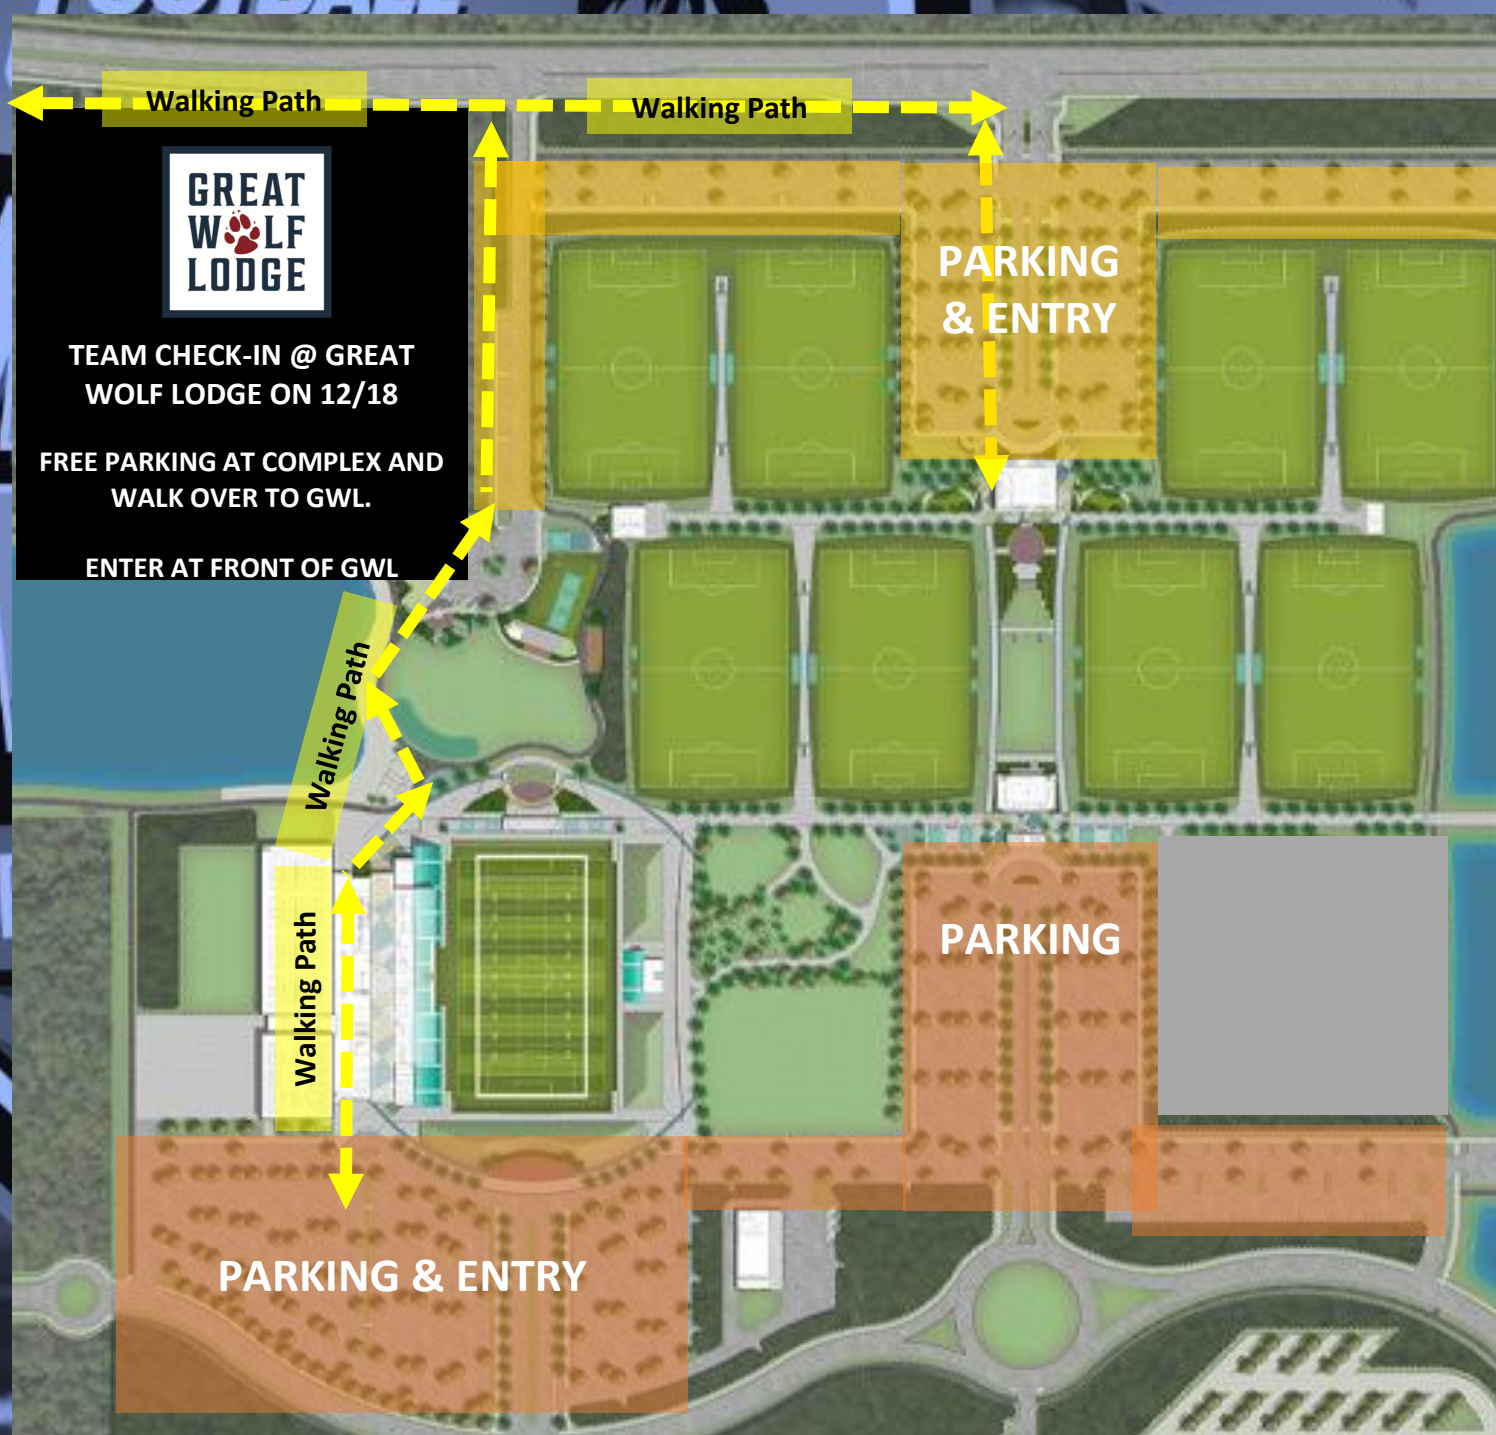 FOOTBALL
Walking Path
Walking Path
GREAT
WOLF
LODGE
TEAM CHECK-IN @ GREAT
WOLF LODGE ON 12/18
FREE PARKING AT COMPLEX AND
WALK OVER TO GWL.
ENTER AT FRONT OF GWL
PARKING
& ENTRY
Walking Path
Walking Path
PARKING
PARKING & ENTRY